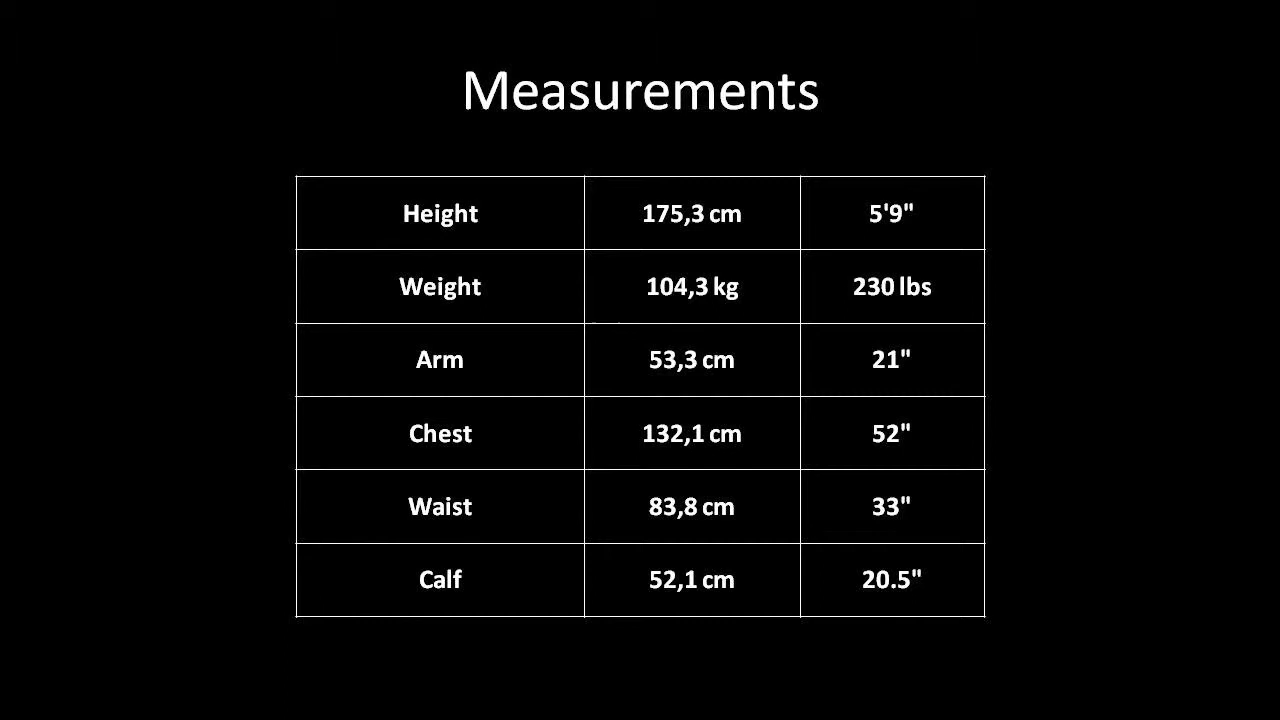 Measurements
Height 175,3 cm 5'9"
Weight 104,3 kg 230 lbs
Arm 53,3 cm 21"
Chest 132,1 cm 52"
Waist 83,8 cm 33"
Calf 52,1 cm 20.5"